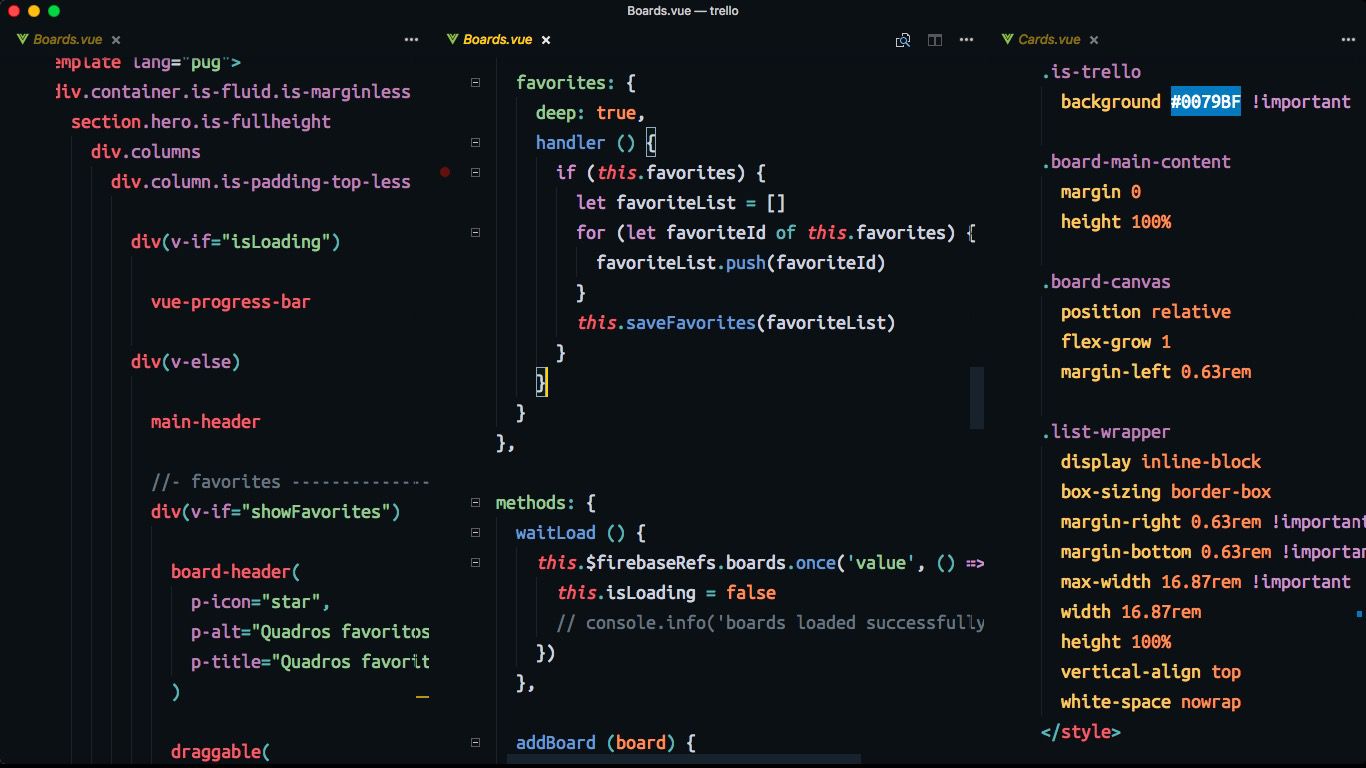 Boards.vue — trello
Boards.vue
emplate lang="pug">
div.container.is-fluid.is-marginless
section.hero.is-fullheight
div.columns
div.column.is-padding-top-less
div(v-if="isLoading")
vue-progress-bar
div(v-else)
main-header
//- favorites --------------
div(v-if="showFavorites")
board-header(
p-icon="star",
p-alt="Quadros favoritos
p-title="Quadros favorit
)
draggable(
Boards.vue
favorites: {
deep: true,
handler () {
if (this.favorites) {
let favoriteList = []
for (let favoriteId of this.favorites) {
favoriteList.push(favoriteId)
}
this.saveFavorites(favoriteList)
}
}
}
},
methods: {
waitLoad () {
this.$firebaseRefs.boards.once('value', () =>
this.isLoading = false
// console.info('boards loaded successfully
})
},
addBoard (board) {
Cards.vue
.is-trello
background #0079BF !important
.board-main-content
margin 0
height 100%
.board-canvas
position relative
flex-grow 1
margin-left 0.63rem
.list-wrapper
display inline-block
box-sizing border-box
margin-right 0.63rem !important
margin-bottom 0.63rem !importan
max-width 16.87rem !important
width 16.87rem
height 100%
vertical-align top
white-space nowrap
</style>